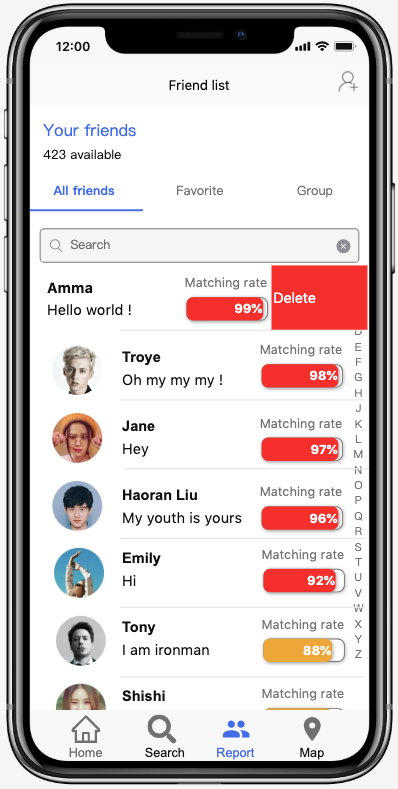 12:00
Friend list
Your friends
423 available
All friends Favorite Group
Search
Amma
Hello world !
Matching rate
99%
Delete
Troye
Oh my my my !
Matching rate
98%
Jane
Hey
Matching rate
97%
Haoran Liu
My youth is yours
Matching rate
96%
Emily
Hi
Matching rate
92%
Tony
I am ironman
Matching rate
88%
Shishi
Matching rate
D
E
F
G
H
J
K
L
M
N
O
P
Q
R
S
T
U
V
W
X
Y
Z
Home Search Report Map